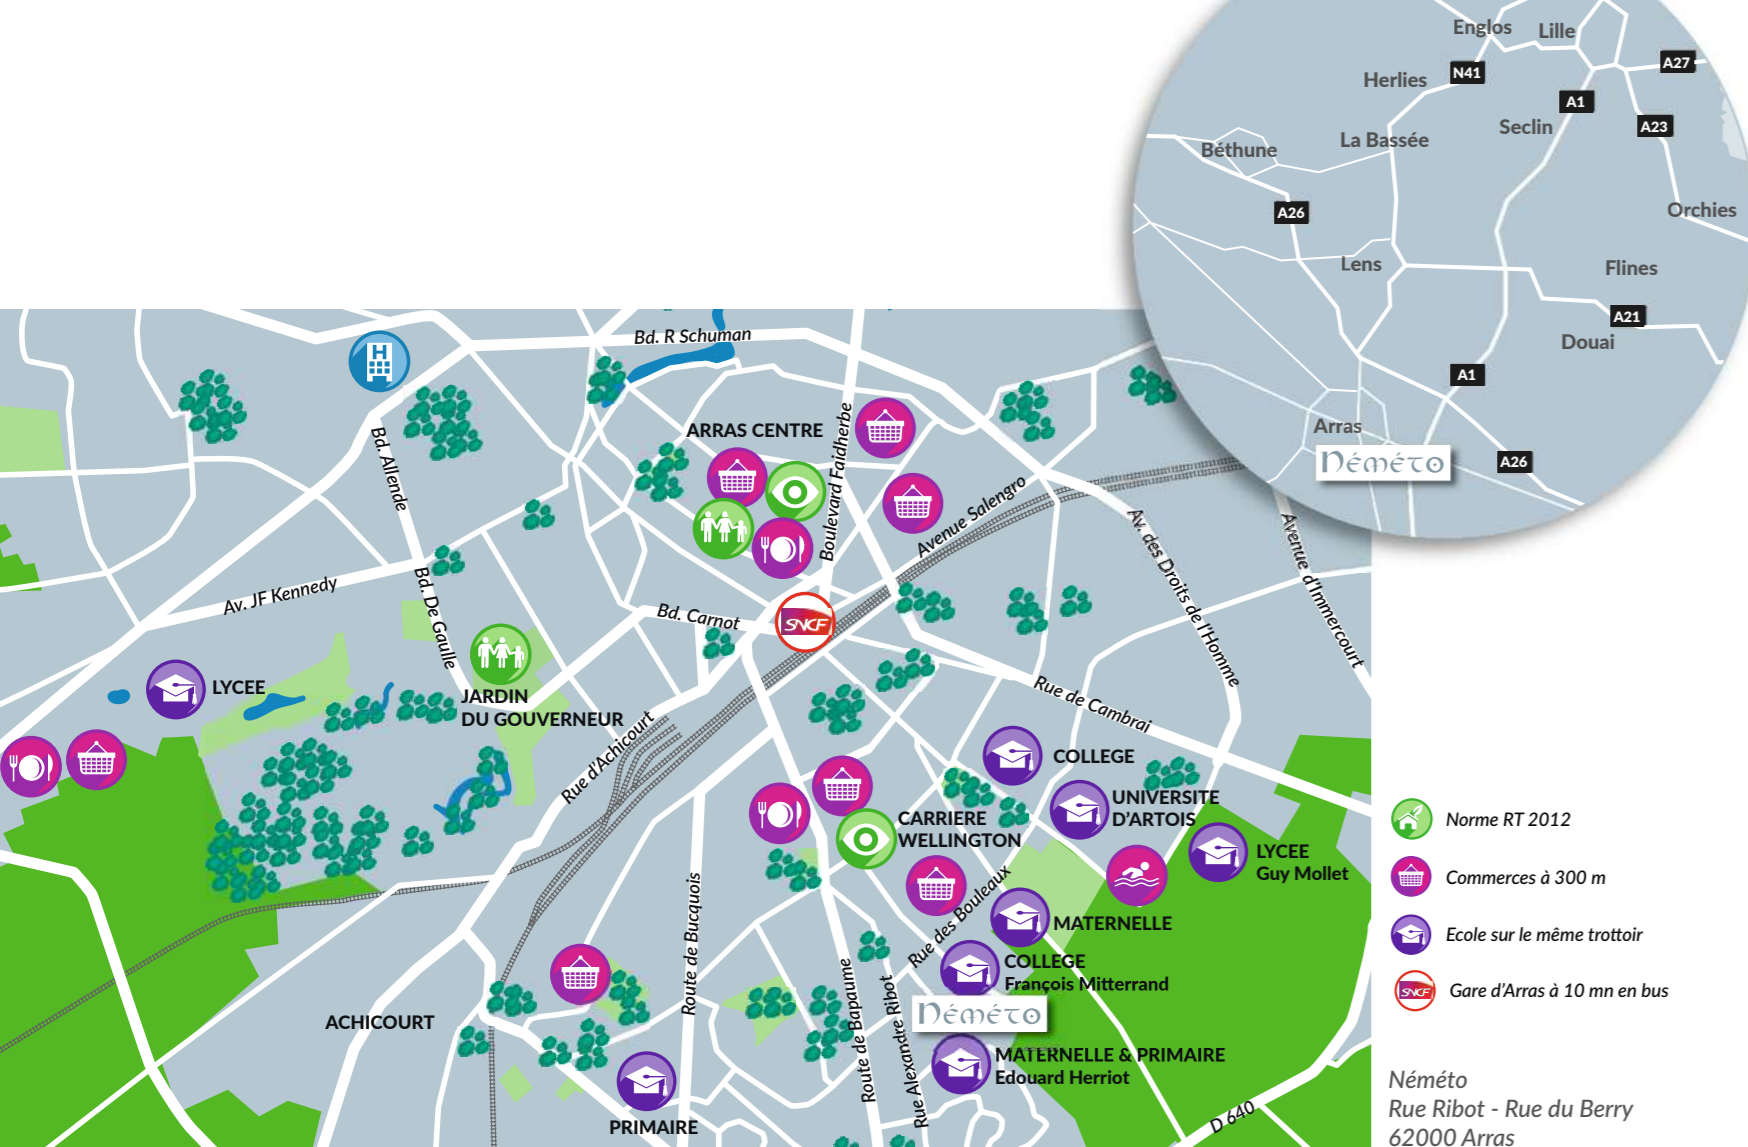 Englos
Lille
A27
N41
Herlies
A1
Seclin
A23
La Bassée
Béthune
A26
Orchies
Lens
Flines
A21
Douai
A1
Arras
Németo
A26
H
Bd. R Schuman
ARRAS CENTRE
Boulevard Faidherbe
Bd. Allende
Avenue Salengro
Av. des Droits de l'Homme
Avenue d'Immercourt
Av. JF Kennedy
Bd. De Gaulle
Bd. Carnot
SNCF
LYCEE
JARDIN
DU GOUVERNEUR
Rue d'Achicourt
Rue de Cambrai
COLLEGE
UNIVERSITE
D'ARTOIS
CARRIERE
WELLINGTON
LYCEE
Guy Mollet
Rue des Bouleaux
MATERNELLE
COLLEGE
François Mitterrand
Route de Bucquois
Route de Bapaume
Rue Alexandre Ribot
Németo
ACHICOURT
MATERNELLE & PRIMAIRE
Edouard Herriot
PRIMAIRE
D 640
Norme RT 2012
Commerces à 300 m
Ecole sur le même trottoir
SNCF
Gare d'Arras à 10 mn en bus
Németo
Rue Ribot - Rue du Berry
62000 Arras